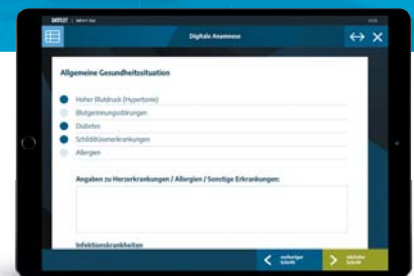 Digitale Anamnese
Allgemeine Gesundheitssituation
Hoher Blutdruck (Hypertonie)
Blutgerinnungsstörungen
Diabetes
Schilddrüsenerkrankungen
Allergien
Angaben zu Herzerkrankungen / Allergien / Sonstige Erkrankungen:
Infektionskrankheiten
vorheriger
Schritt
nächster
Schritt